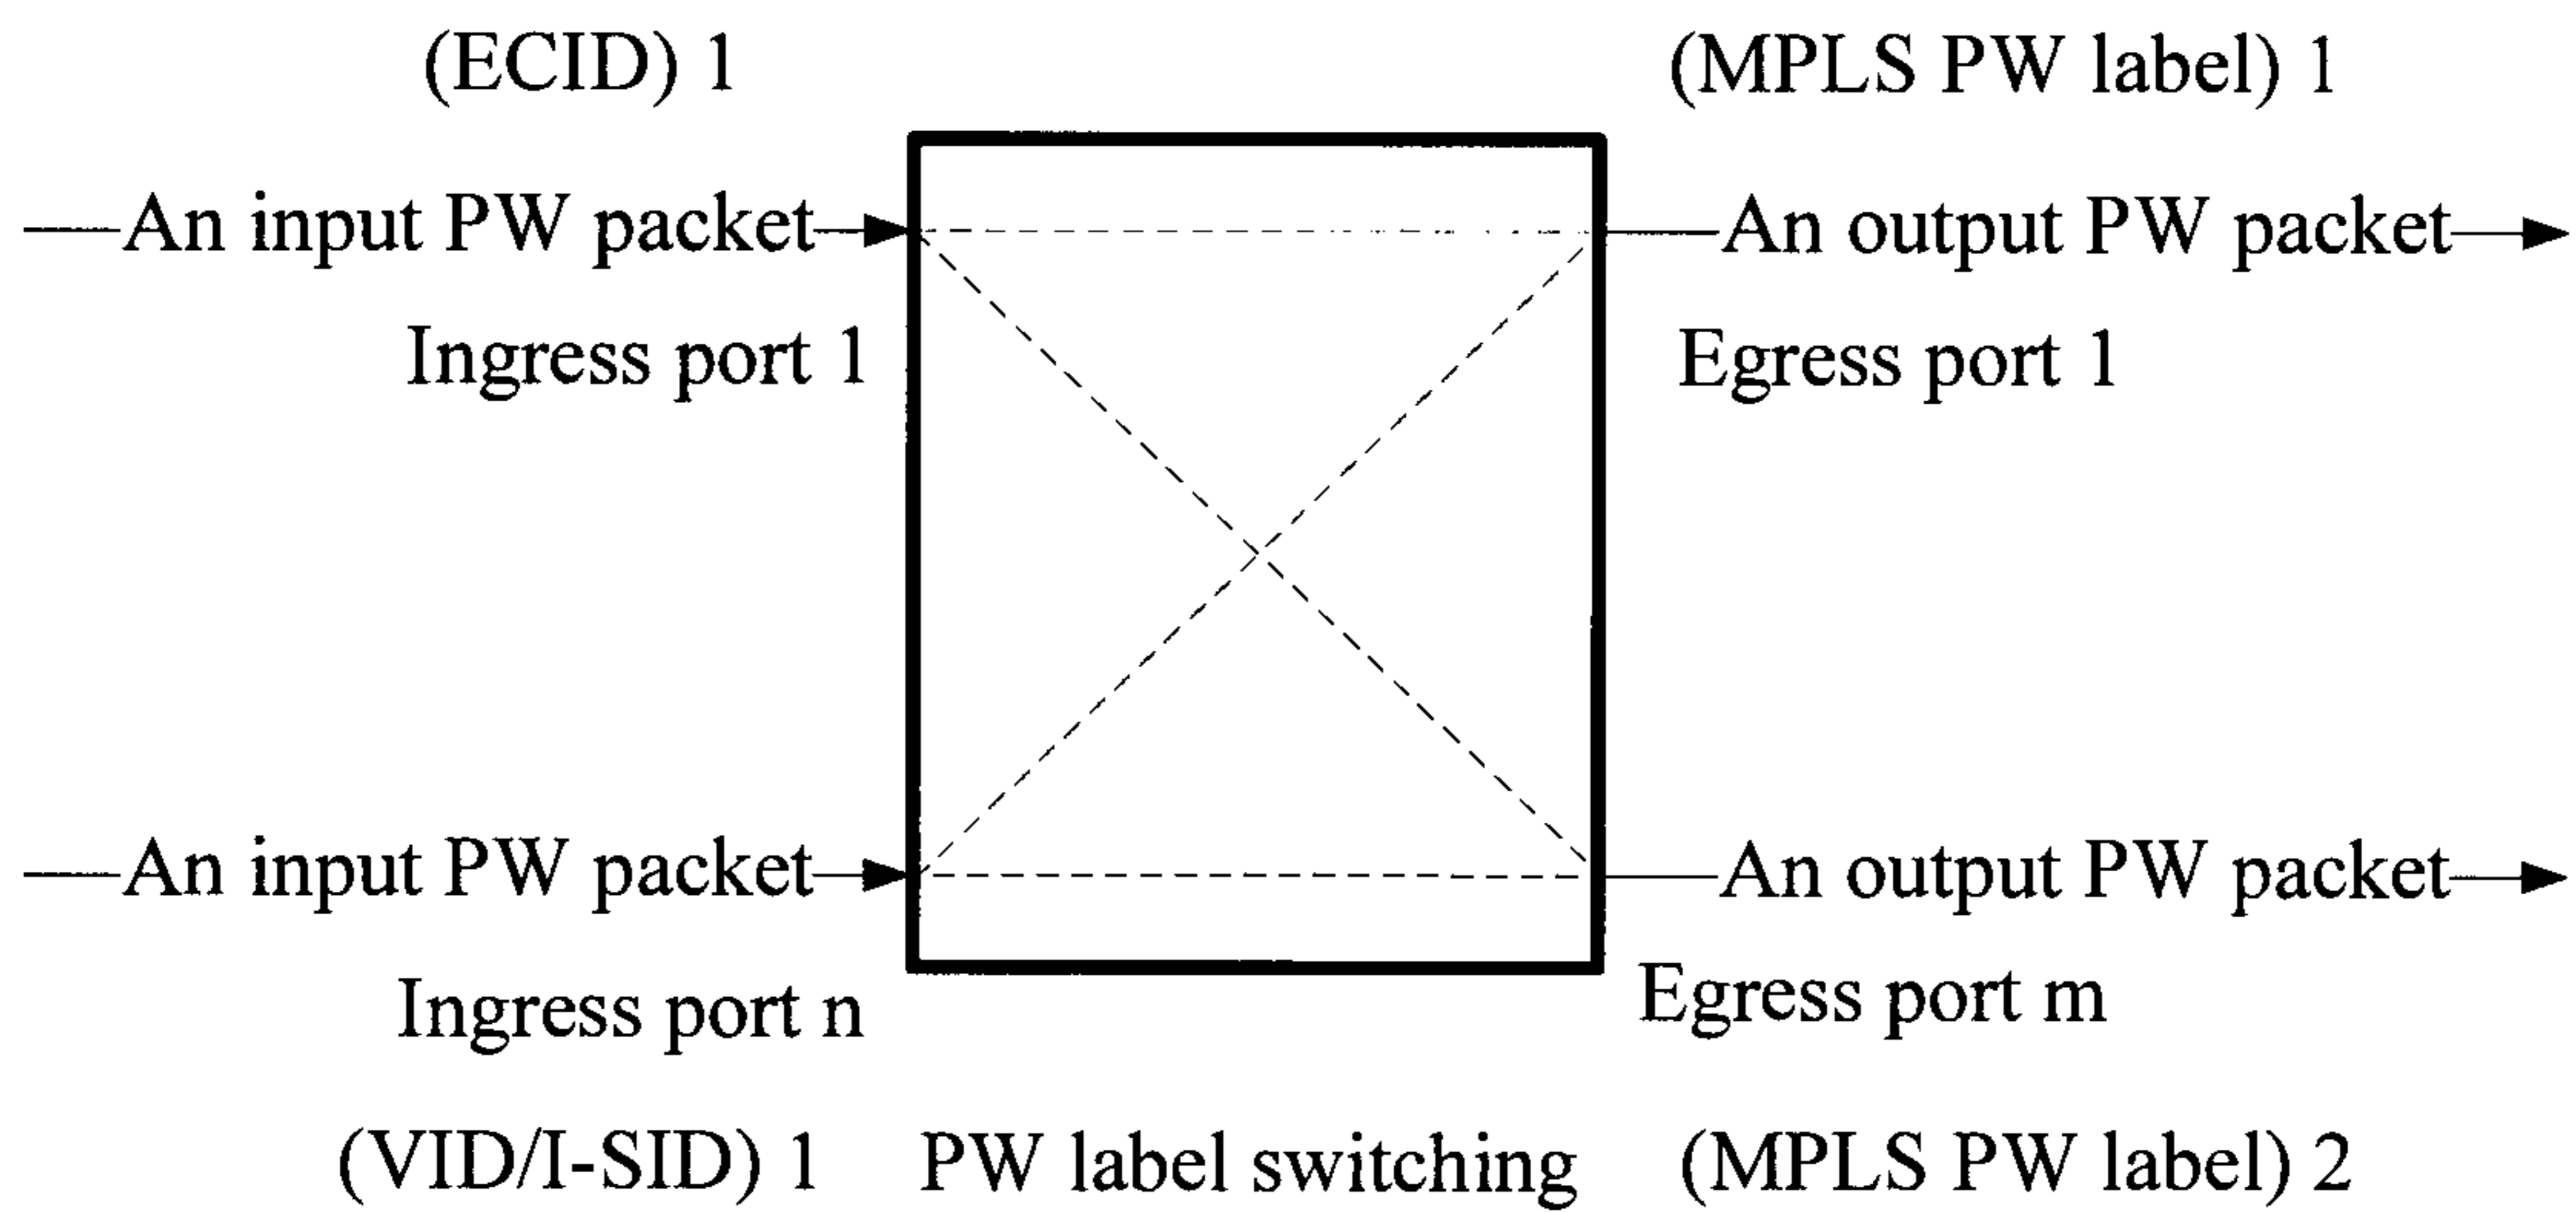 (ECID) 1
(MPLS PW label) 1
An input PW packet
An output PW packet
Ingress port 1
Egress port 1
An input PW packet
An output PW packet
Ingress port n
Egress port m
(VID/I-SID) 1
PW label switching
(MPLS PW label) 2